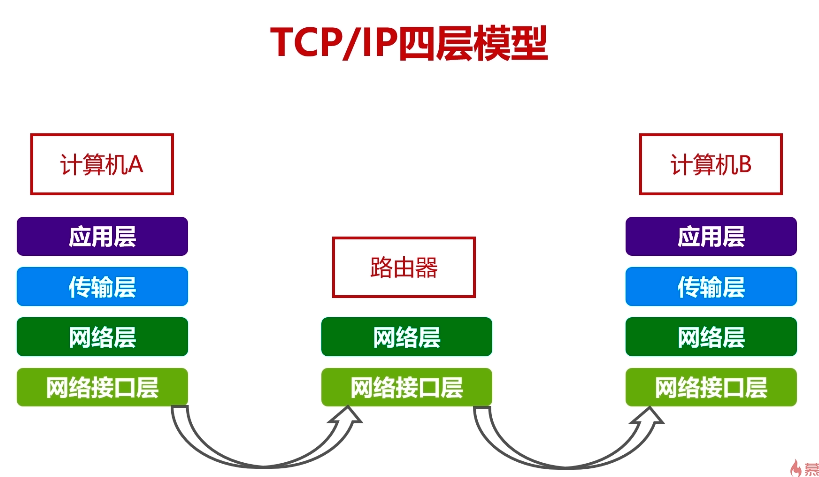 TCP/IP四层模型
计算机A
计算机B
应用层
应用层
路由器
传输层
传输层
网络层
网络层
网络层
网络接口层
网络接口层
网络接口层
慕